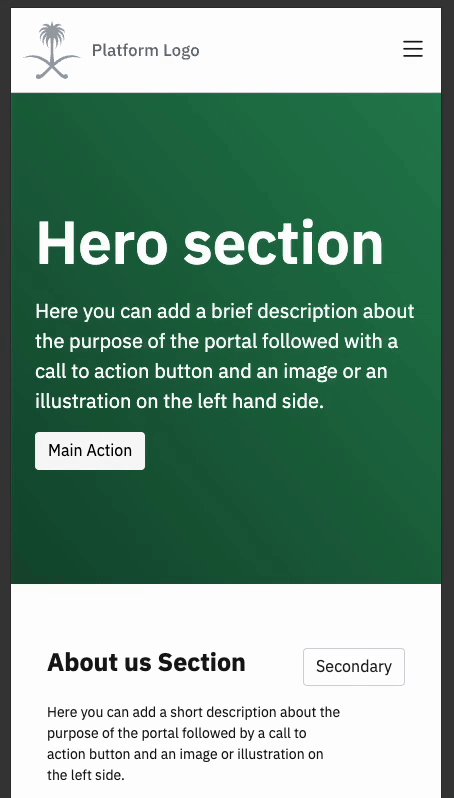 Platform Logo
Hero section
Here you can add a brief description about
the purpose of the portal followed with a
call to action button and an image or an
illustration on the left hand side.
Main Action
About us Section
Secondary
Here you can add a short description about the
purpose of the portal followed by a call to
action button and an image or illustration on
the left side.